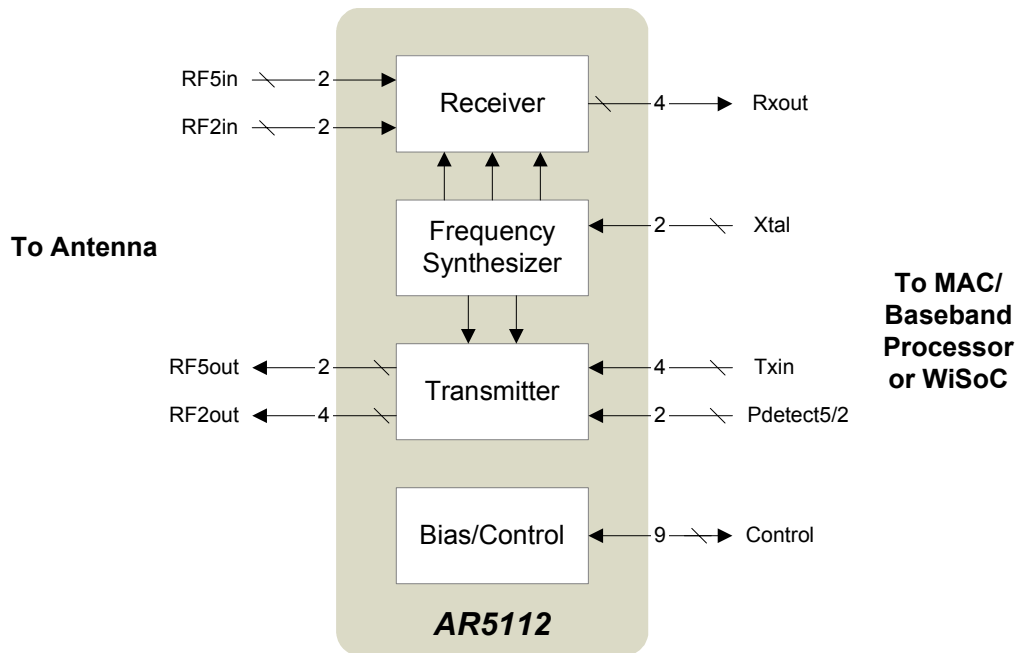 RF5in
2
Receiver
4
Rxout
RF2in
2
Frequency
Synthesizer
2
Xtal
To Antenna
To MAC/
Baseband
Processor
or WiSoC
RF5out
2
Transmitter
4
Txin
RF2out
4
2
Pdetect5/2
Bias/Control
9
Control
AR5112